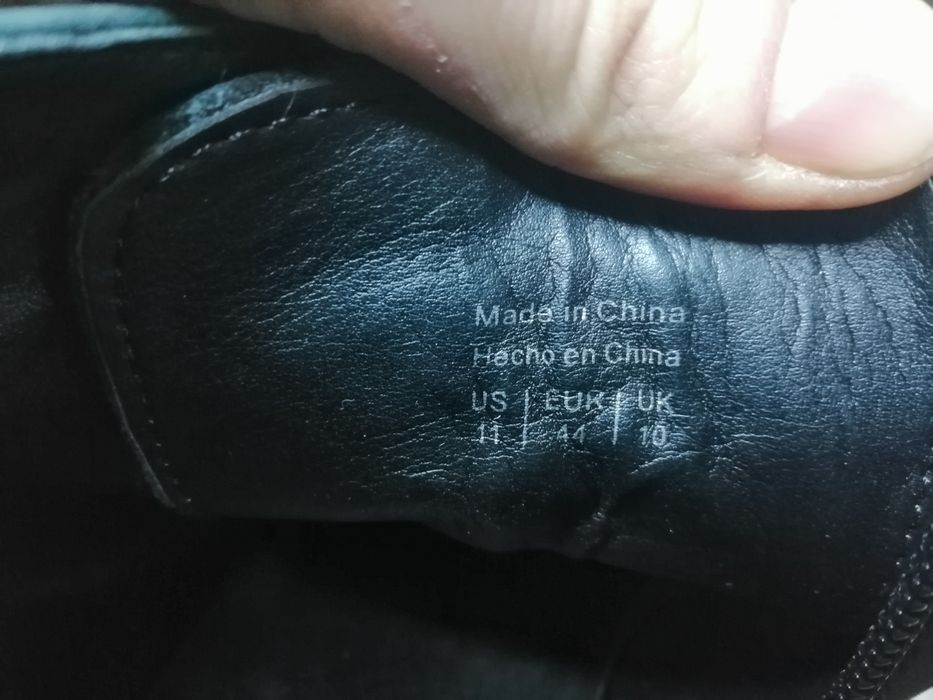 Made in China
Hecho en China
US | EUR | UK
11 | 44 | 10